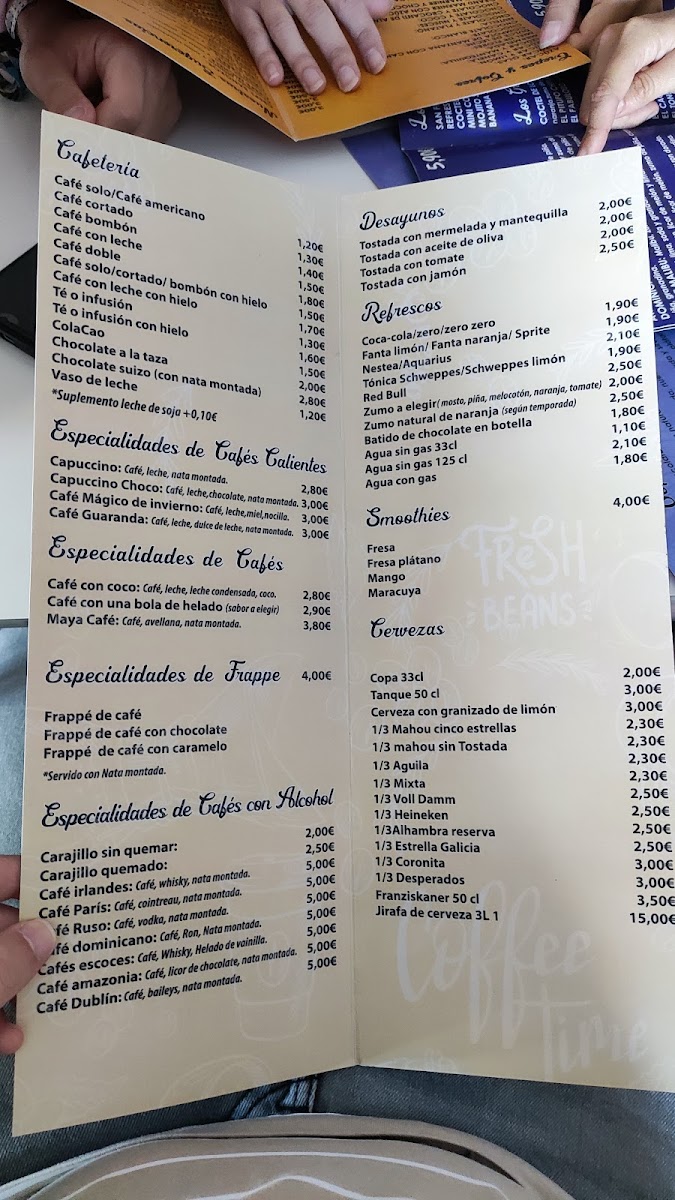 Crepes y Gofres
5,90€
Cafetería
Café solo/Café americano 1,20€
Café cortado 1,30€
Café bombón 1,40€
Café con leche 1,50€
Café doble 1,80€
Café solo/cortado/ bombón con hielo 1,50€
Café con leche con hielo 1,70€
Té o infusión 1,30€
Té o infusión con hielo 1,60€
ColaCao 1,50€
Chocolate a la taza 2,00€
Chocolate suizo (con nata montada) 2,80€
Vaso de leche 1,20€
*Suplemento leche de soja +0,10€
Especialidades de Cafés Calientes
Capuccino: Café, leche, nata montada. 2,80€
Capuccino Choco: Café, leche,chocolate, nata montada. 3,00€
Café Mágico de invierno: Café, leche,miel,nocilla. 3,00€
Café Guaranda: Café, leche, dulce de leche, nata montada. 3,00€
Especialidades de Cafés
Café con coco: Café, leche, leche condensada, coco. 2,80€
Café con una bola de helado (sabor a elegir) 2,90€
Maya Café: Café, avellana, nata montada. 3,80€
Especialidades de Frappe 4,00€
Frappé de café
Frappé de café con chocolate
Frappé de café con caramelo
*Servido con Nata montada.
Especialidades de Cafés con Alcohol
Carajillo sin quemar: 2,00€
Carajillo quemado: 2,50€
Café irlandes: Café, whisky, nata montada. 5,00€
Café París: Café, cointreau, nata montada. 5,00€
Café Ruso: Café, vodka, nata montada. 5,00€
Café dominicano: Café, Ron, Nata montada. 5,00€
Cafés escoces: Café, Whisky, Helado de vainilla. 5,00€
Café amazonia: Café, licor de chocolate, nata montada. 5,00€
Café Dublín: Café, baileys, nata montada. 5,00€
Desayunos
Tostada con mermelada y mantequilla 2,00€
Tostada con aceite de oliva 2,00€
Tostada con tomate 2,00€
Tostada con jamón 2,50€
Refrescos
Coca-cola/zero/zero zero 1,90€
Fanta limón/ Fanta naranja/ Sprite 1,90€
Nestea/Aquarius 2,10€
Tónica Schweppes/Schweppes limón 1,90€
Red Bull 2,50€
Zumo a elegir( mosto, piña, melocotón, naranja, tomate) 2,00€
Zumo natural de naranja (según temporada) 2,50€
Batido de chocolate en botella 1,80€
Agua sin gas 33cl 1,10€
Agua sin gas 125 cl 2,10€
Agua con gas 1,80€
Smoothies 4,00€
Fresa
Fresa plátano
Mango
Maracuya
FReSH
BEANS
Cervezas
Copa 33cl 2,00€
Tanque 50 cl 3,00€
Cerveza con granizado de limón 3,00€
1/3 Mahou cinco estrellas 2,30€
1/3 mahou sin Tostada 2,30€
1/3 Aguila 2,30€
1/3 Mixta 2,30€
1/3 Voll Damm 2,50€
1/3 Heineken 2,50€
1/3Alhambra reserva 2,50€
1/3 Estrella Galicia 2,50€
1/3 Coronita 3,00€
1/3 Desperados 3,00€
Franziskaner 50 cl 3,50€
Jirafa de cerveza 3L 1 15,00€
Coffee
Time